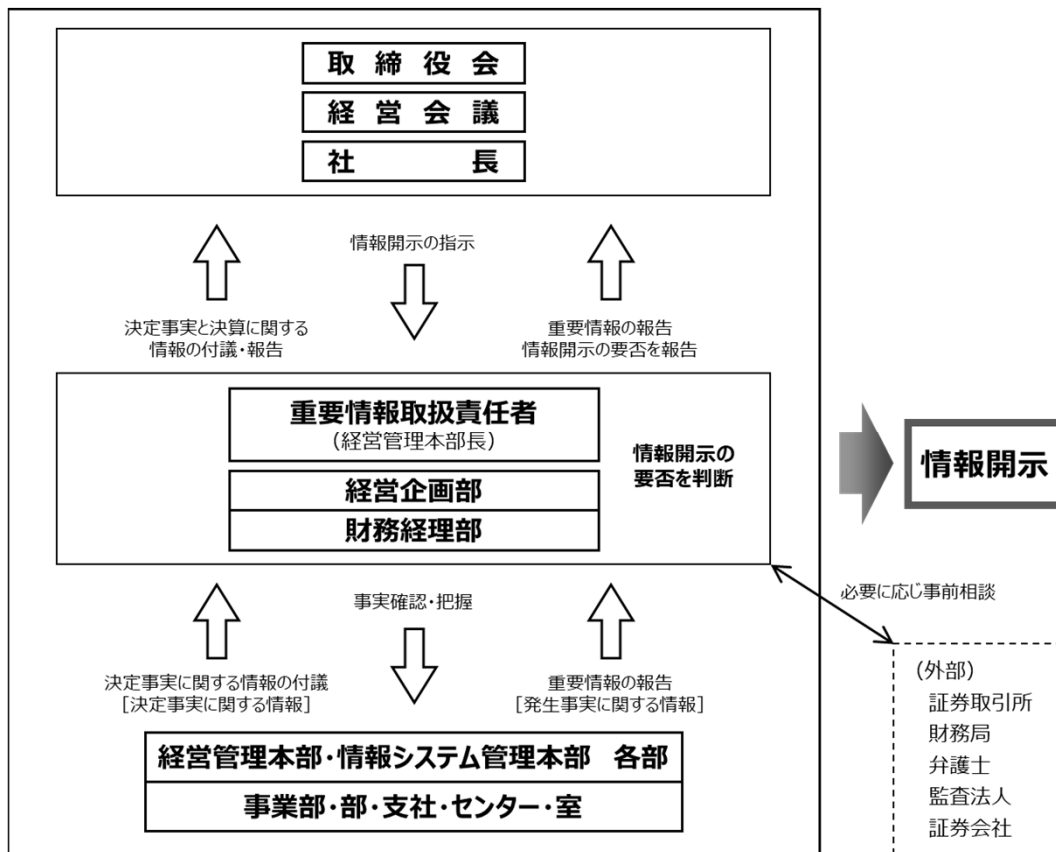 取締役会
経営会議
社長
情報開示の指示
決定事実と決算に関する
情報の付議・報告
重要情報の報告
情報開示の要否を報告
重要情報取扱責任者
（経営管理本部長）
経営企画部
財務経理部
情報開示の
要否を判断
情報開示
事実確認・把握
必要に応じ事前相談
決定事実に関する情報の付議
［決定事実に関する情報］
重要情報の報告
［発生事実に関する情報］
経営管理本部・情報システム管理本部　各部
事業部・部・支社・センター・室
（外部）
証券取引所
財務局
弁護士
監査法人
証券会社